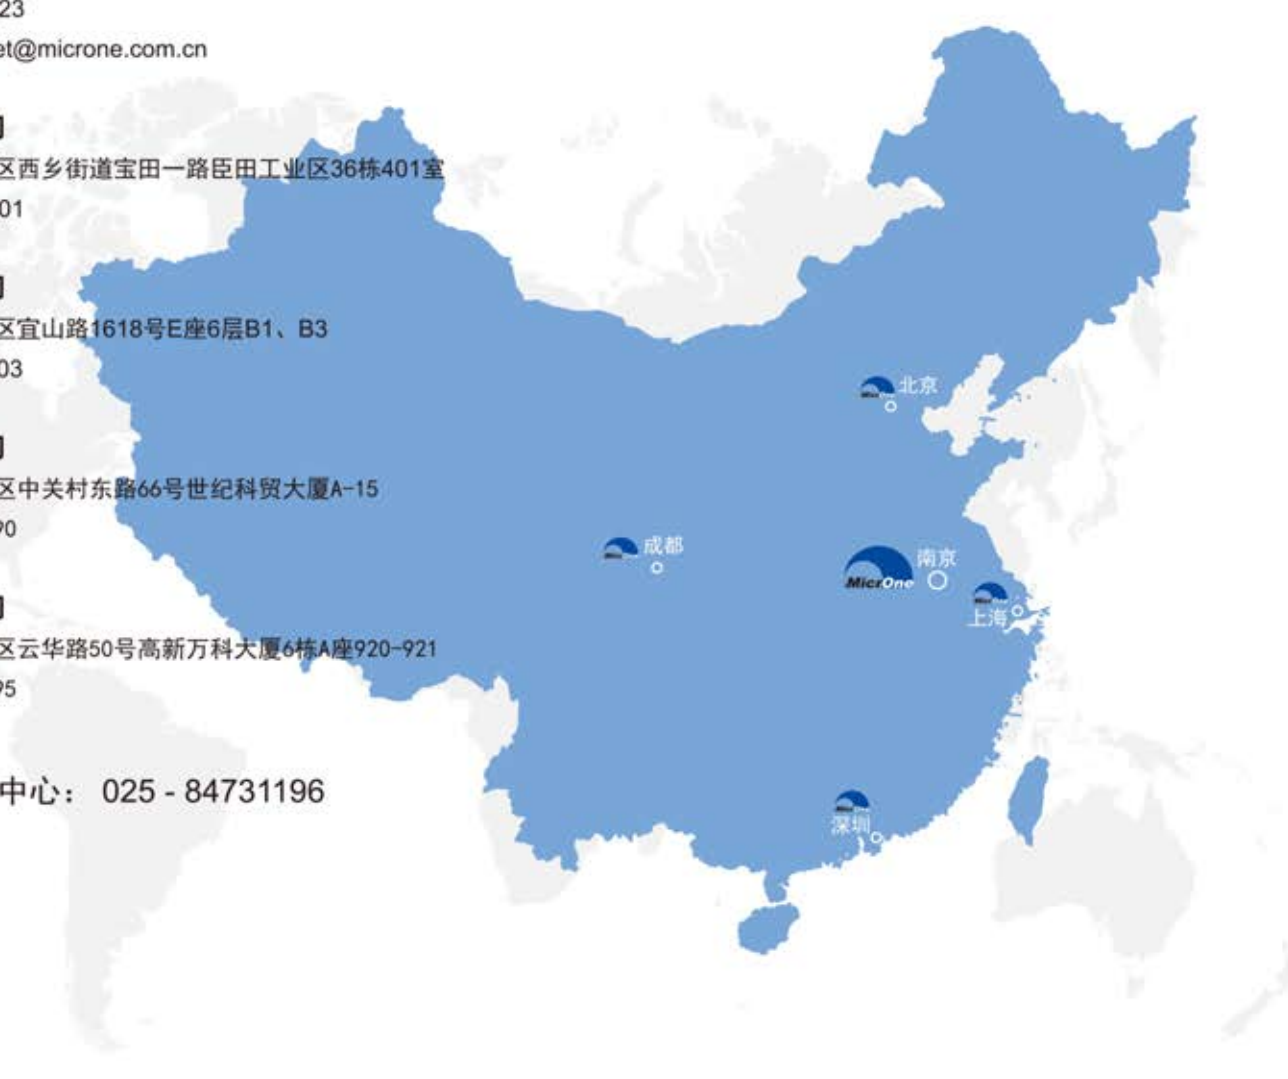 23
et@microne.com.cn
区西乡街道宝田一路臣田工业区36栋401室
01
区宜山路1618号E座6层B1、B3
03
区中关村东路66号世纪科贸大厦A-15
90
区云华路50号高新万科大厦6栋A座920-921
95
中心: 025 - 84731196
北京
成都
南京
MicrOne
上海
深圳